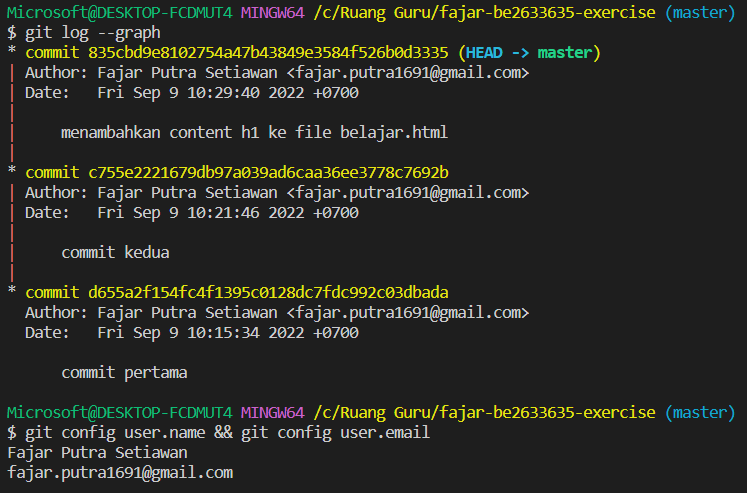 Microsoft@DESKTOP-FCDMUT4 MINGW64 /c/Ruang Guru/fajar-be2633635-exercise (master)
$ git log --graph
* commit 835cbd9e8102754a47b43849e3584f526b0d3335 (HEAD -> master)
| Author: Fajar Putra Setiawan <fajar.putra1691@gmail.com>
| Date:   Fri Sep 9 10:29:40 2022 +0700
|
|     menambahkan content h1 ke file belajar.html
|
* commit c755e2221679db97a039ad6caa36ee3778c7692b
| Author: Fajar Putra Setiawan <fajar.putra1691@gmail.com>
| Date:   Fri Sep 9 10:21:46 2022 +0700
|
|     commit kedua
|
* commit d655a2f154fc4f1395c0128dc7fdc992c03dbada
  Author: Fajar Putra Setiawan <fajar.putra1691@gmail.com>
  Date:   Fri Sep 9 10:15:34 2022 +0700

      commit pertama

Microsoft@DESKTOP-FCDMUT4 MINGW64 /c/Ruang Guru/fajar-be2633635-exercise (master)
$ git config user.name && git config user.email
Fajar Putra Setiawan
fajar.putra1691@gmail.com